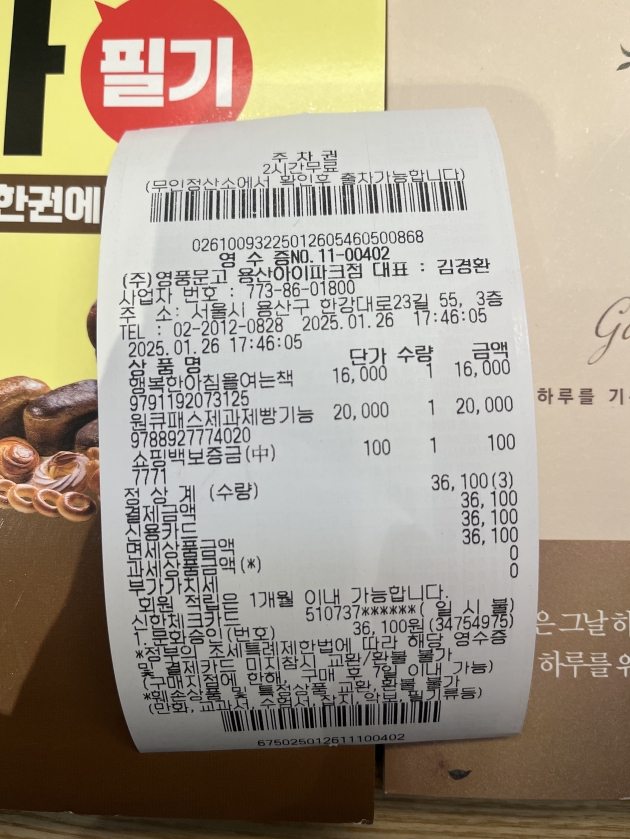 필기
한권에
주 차 권
2시간무료
(무인정산소에서 확인후 출차가능합니다)
02610093225012605460500868
영 수 증NO. 11-00402
(주)영풍문고 용산아이파크점 대표 : 김경환
사업자 번호 : 773-86-01800
주 소: 서울시 용산구 한강대로23길 55, 3층
TEL : 02-2012-0828 2025.01.26 17:46:05
2025.01.26 17:46:05
상 품 명 단가 수량 금액
행복한아침을여는책 16,000 1 16,000
9791192073125
원큐패스제과제빵기능 20,000 1 20,000
9788927774020
쇼핑백보증금(中) 100 1 100
7771
정 상 계 (수량) 36,100(3)
결제금액 36,100
신용카드 36,100
면세상품금액 36,100
과세상품금액(*) 0
부가가치세 0
회원 적립은 1개월 이내 가능합니다.
신한체크카드 510737******( 일 시 불)
1.문화승인(번호) 36,100원(34754975)
*정부의 조세특례제한법에 따라 해당 영수증
및 결제카드 미지참시 교환/환불 불가
(구매지점에 한해, 구매 후 7일 이내 가능)
*훼손상품 및 특정상품 교환,환불 불가
(만화,교과서,수험서,잡지,악보,필기류등)
675025012611100402
하루를 기
은 그날 하
하루를 위